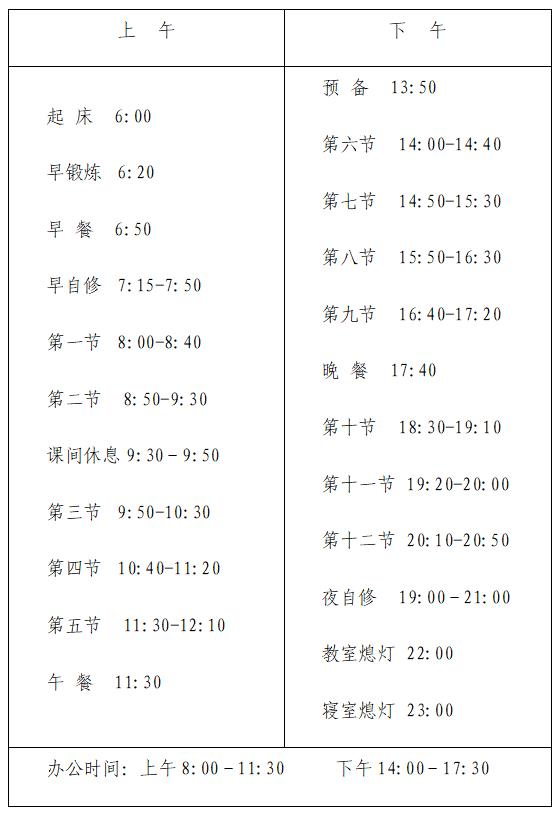 上 午
起 床 6:00
早锻炼 6:20
早 餐 6:50
早自修 7:15-7:50
第一节 8:00-8:40
第二节 8:50-9:30
课间休息 9:30-9:50
第三节 9:50-10:30
第四节 10:40-11:20
第五节 11:30-12:10
午 餐 11:30
下 午
预 备 13:50
第六节 14:00-14:40
第七节 14:50-15:30
第八节 15:50-16:30
第九节 16:40-17:20
晚 餐 17:40
第十节 18:30-19:10
第十一节 19:20-20:00
第十二节 20:10-20:50
夜自修 19:00-21:00
教室熄灯 22:00
寝室熄灯 23:00
办公时间: 上午8:00-11:30 下午14:00-17:30